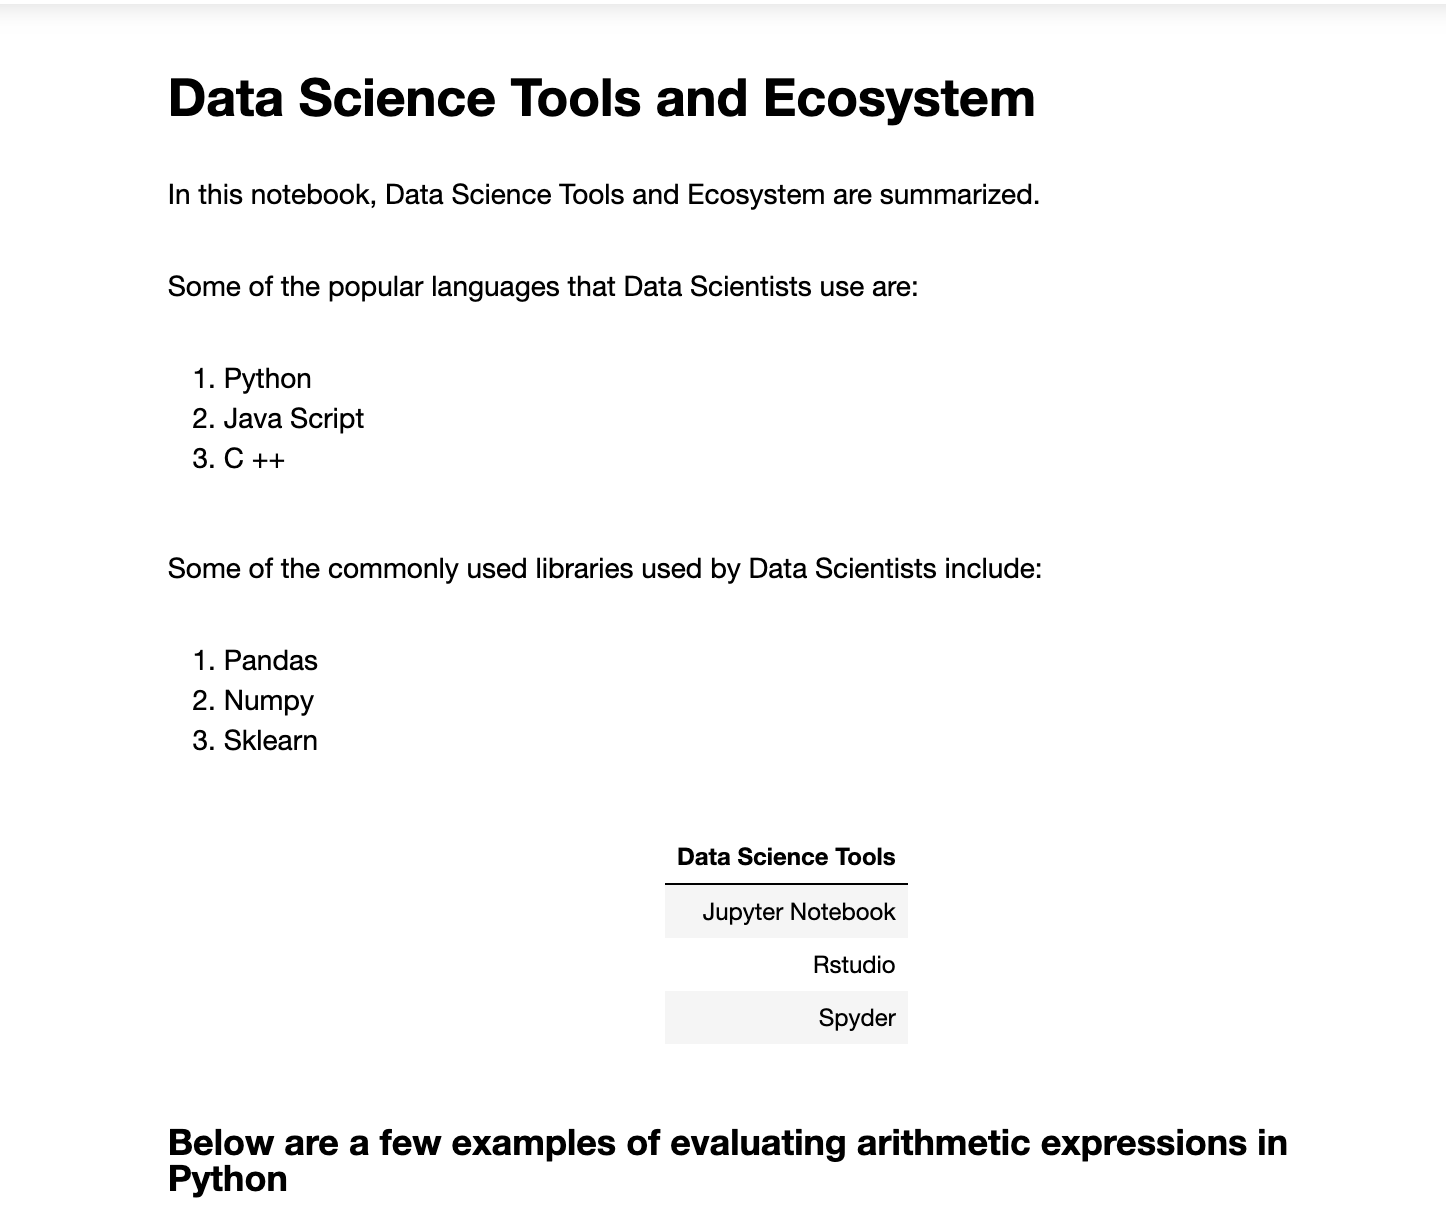 Data Science Tools and Ecosystem
In this notebook, Data Science Tools and Ecosystem are summarized.
Some of the popular languages that Data Scientists use are:
1. Python
2. Java Script
3. C ++
Some of the commonly used libraries used by Data Scientists include:
1. Pandas
2. Numpy
3. Sklearn
Data Science Tools
Jupyter Notebook
Rstudio
Spyder
Below are a few examples of evaluating arithmetic expressions in
Python